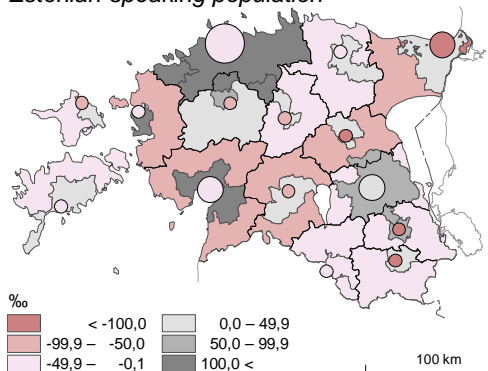 Estonian-speaking population
‰
< -100,0 0,0 – 49,9
-99,9 – -50,0 50,0 – 99,9
-49,9 – -0,1 100,0 <
100 km